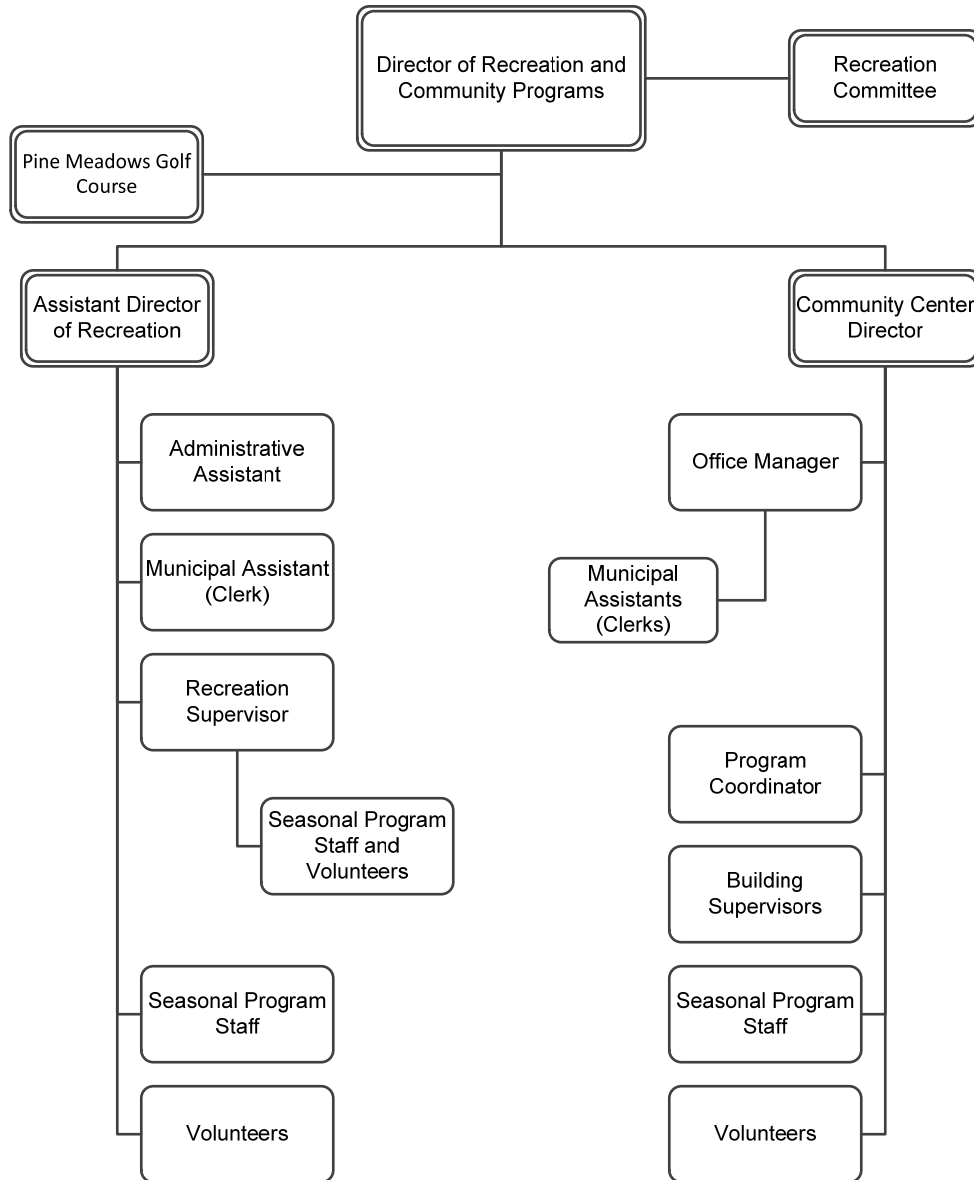 Director of Recreation and
Community Programs
Recreation
Committee
Pine Meadows Golf
Course
Assistant Director
of Recreation
Community Center
Director
Administrative
Assistant
Office Manager
Municipal Assistant
(Clerk)
Municipal
Assistants
(Clerks)
Recreation
Supervisor
Program
Coordinator
Seasonal Program
Staff and
Volunteers
Building
Supervisors
Seasonal Program
Staff
Seasonal Program
Staff
Volunteers
Volunteers